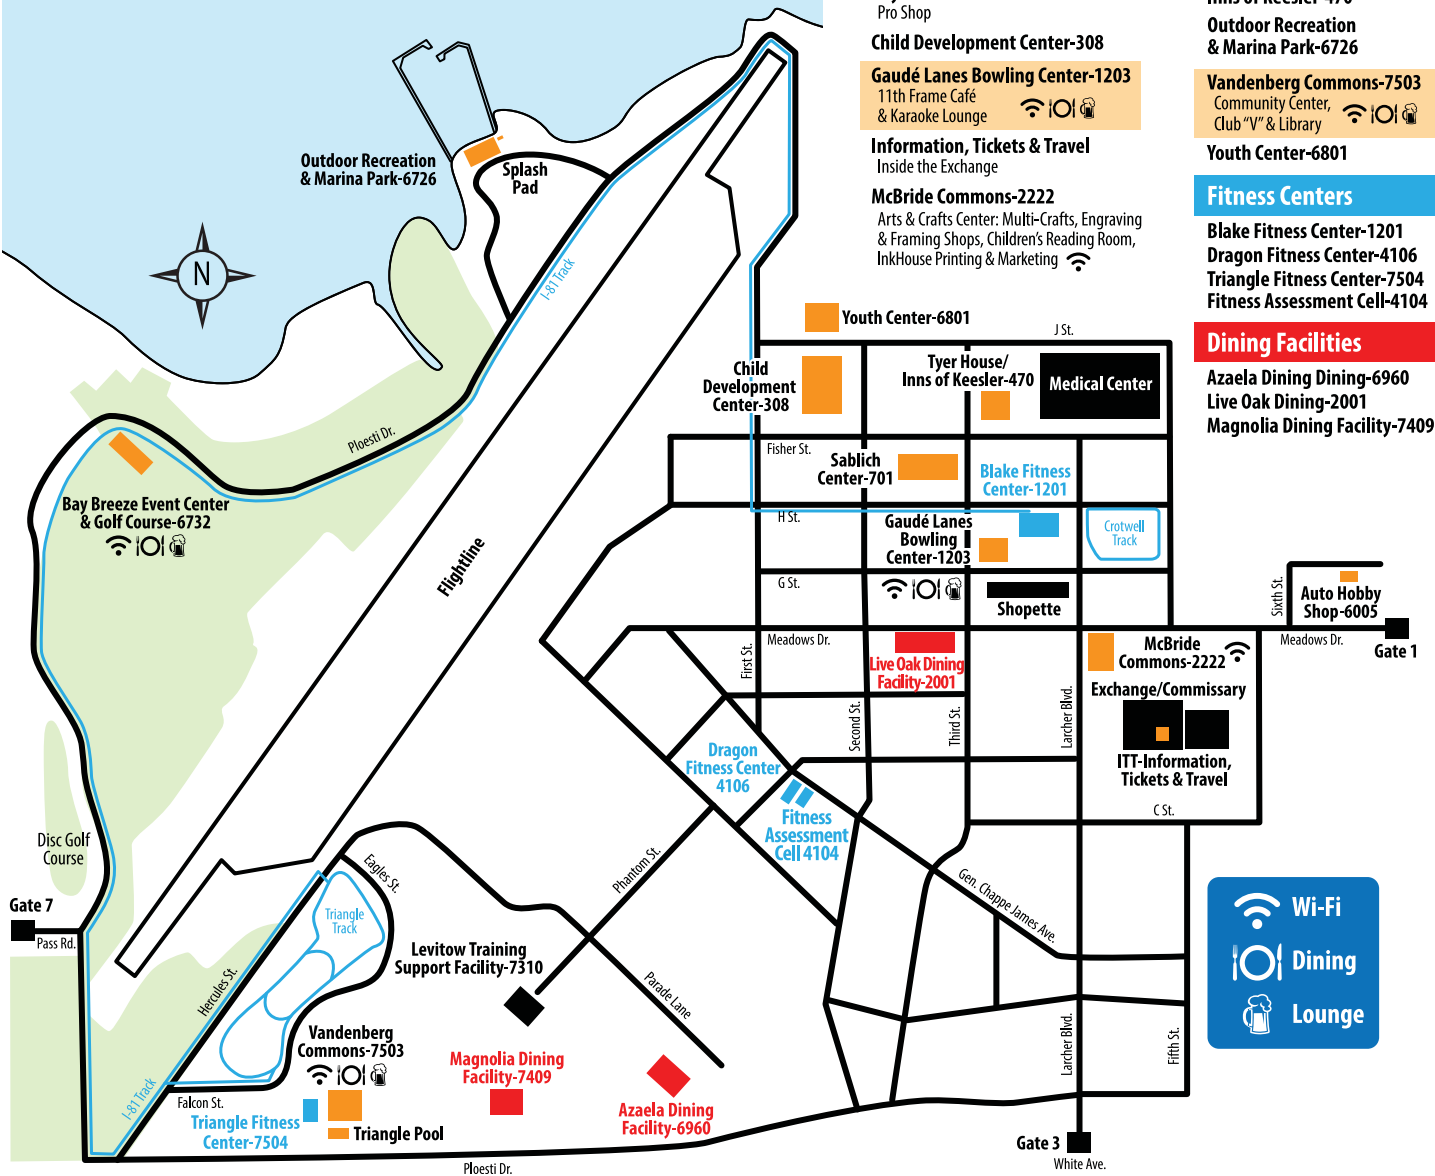 Pro Shop
Child Development Center-308
Gaudé Lanes Bowling Center-1203
11th Frame Café
& Karaoke Lounge
Information, Tickets & Travel
Inside the Exchange
McBride Commons-2222
Arts & Crafts Center: Multi-Crafts, Engraving
& Framing Shops, Children's Reading Room,
InkHouse Printing & Marketing
Inns of Keesler-470
Outdoor Recreation
& Marina Park-6726
Vandenberg Commons-7503
Community Center,
Club "V" & Library
Youth Center-6801
Fitness Centers
Blake Fitness Center-1201
Dragon Fitness Center-4106
Triangle Fitness Center-7504
Fitness Assessment Cell-4104
Dining Facilities
Azaela Dining Dining-6960
Live Oak Dining-2001
Magnolia Dining Facility-7409
Outdoor Recreation
& Marina Park-6726
Splash
Pad
N
I-81 Track
Youth Center-6801
J St.
Child
Development
Center-308
Tyer House/
Inns of Keesler-470
Medical Center
Ploesti Dr.
Fisher St.
Sablich
Center-701
Blake Fitness
Center-1201
Bay Breeze Event Center
& Golf Course-6732
H St.
Gaudé Lanes
Bowling
Center-1203
Crotwell
Track
Flightline
G St.
Shopette
Sixth St.
Auto Hobby
Shop-6005
Meadows Dr.
Meadows Dr.
Gate 1
First St.
Live Oak Dining
Facility-2001
McBride
Commons-2222
Exchange/Commissary
Second St.
Third St.
Larcher Blvd.
Dragon
Fitness Center
4106
ITT-Information,
Tickets & Travel
C St.
Fitness
Assessment
Cell 4104
Disc Golf
Course
Eagles St.
Phantom St.
Gen. Chappe James Ave.
Gate 7
Pass Rd.
Triangle
Track
Levitow Training
Support Facility-7310
Hercules St.
Parade Lane
Wi-Fi
Dining
Lounge
Vandenberg
Commons-7503
Larcher Blvd.
Fifth St.
Magnolia Dining
Facility-7409
I-81 Track
Falcon St.
Triangle Fitness
Center-7504
Triangle Pool
Azaela Dining
Facility-6960
Gate 3
White Ave.
Ploesti Dr.